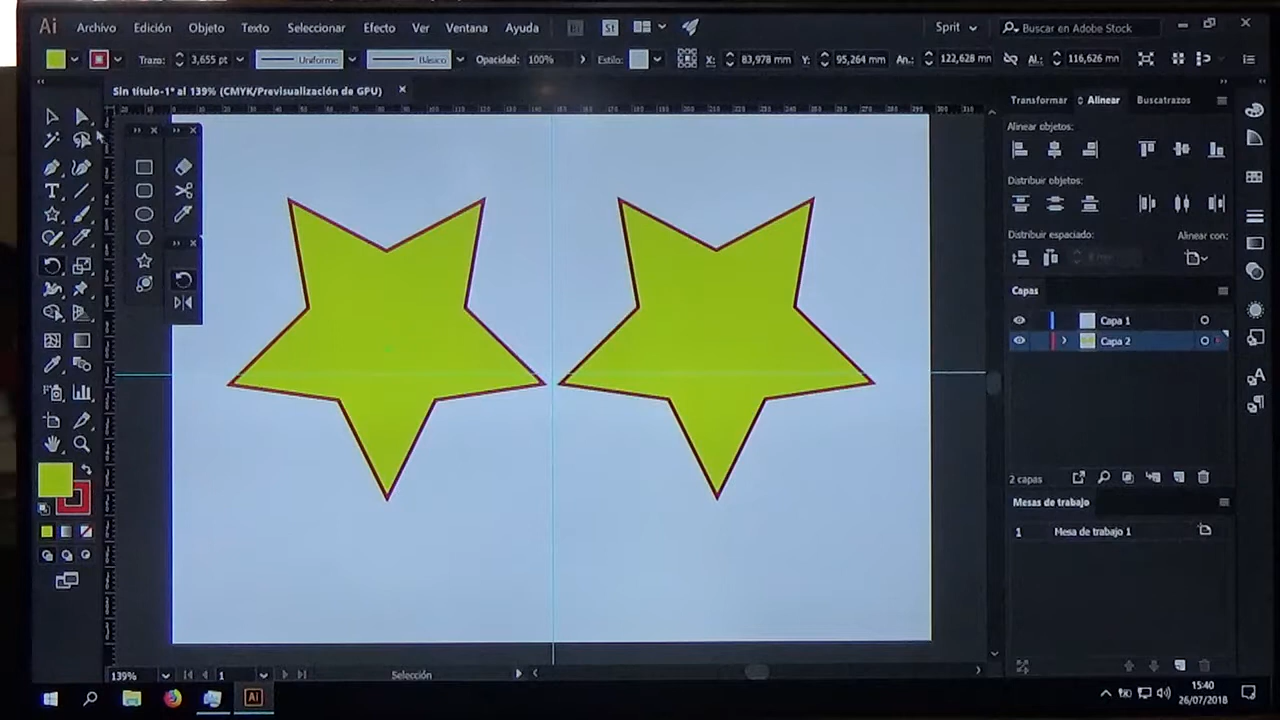 Ai Archivo Edición Objeto Texto Seleccionar Efecto Ver Ventana Ayuda Br St Sprit Buscar en Adobe Stock
Trazo: 3,655 pt Uniforme Básico Opacidad: 100% Estilo: X: 83,978 mm Y: 95,264 mm An.: 122,628 mm Al.: 116,626 mm
Sin título-1* al 139% (CMYK/Previsualización de GPU)
Transformar Alinear Buscatrazos
Alinear objetos:
Distribuir objetos:
Distribuir espaciado: Alinear con:
Capas
Capa 1
Capa 2
2 capas
Mesas de trabajo
1 Mesa de trabajo 1
139% 1 Selección
Ai
15:40
26/07/2018